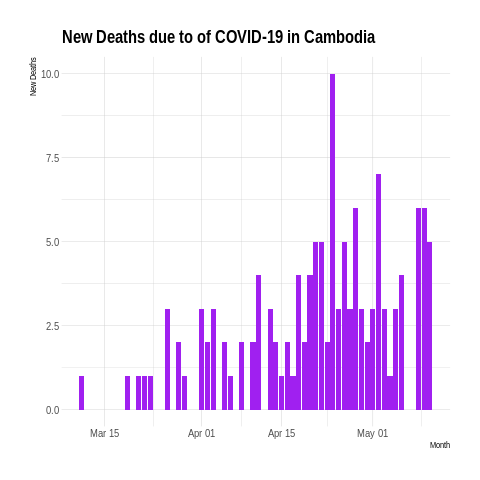 New Deaths due to of COVID-19 in Cambodia
New Deaths
10.0
7.5
5.0
2.5
0.0
Mar 15
Apr 01
Apr 15
May 01
Month